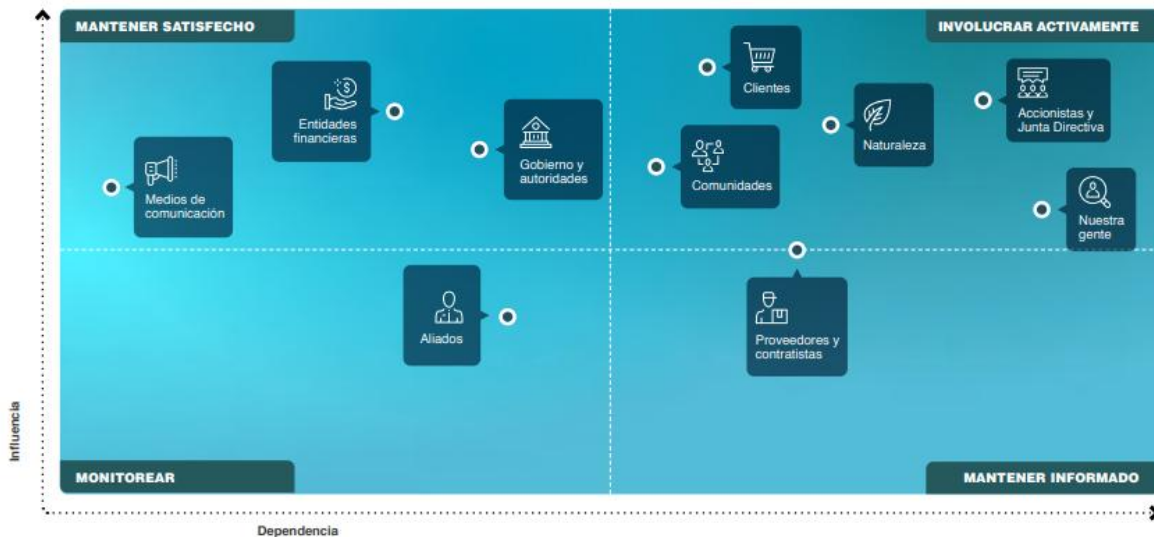 MANTENER SATISFECHO
INVOLUCRAR ACTIVAMENTE
Clientes
Entidades
financieras
Accionistas y
Junta Directiva
Naturaleza
Gobierno y
autoridades
Comunidades
Medios de
comunicación
Nuestra
gente
Aliados
Proveedores y
contratistas
Influencia
MONITOREAR
MANTENER INFORMADO
Dependencia